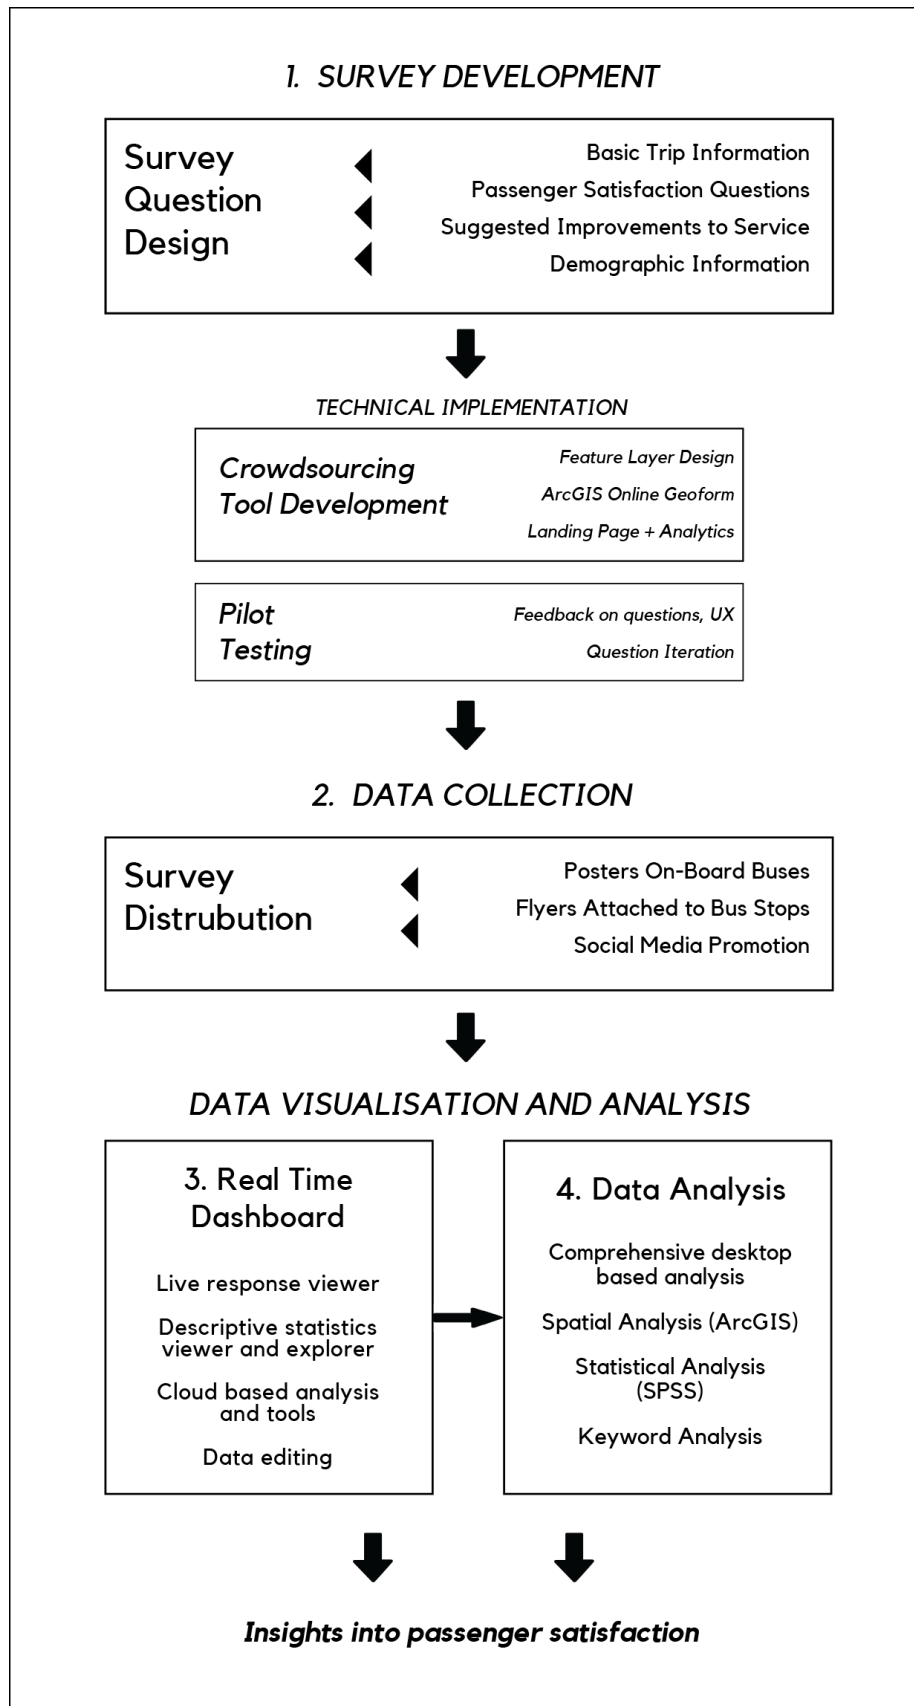 1. SURVEY DEVELOPMENT
Survey
Question
Design
Basic Trip Information
Passenger Satisfaction Questions
Suggested Improvements to Service
Demographic Information
TECHNICAL IMPLEMENTATION
Crowdsourcing
Tool Development
Feature Layer Design
ArcGIS Online Geoform
Landing Page + Analytics
Pilot
Testing
Feedback on questions, UX
Question Iteration
2. DATA COLLECTION
Survey
Distrubution
Posters On-Board Buses
Flyers Attached to Bus Stops
Social Media Promotion
DATA VISUALISATION AND ANALYSIS
3. Real Time
Dashboard
Live response viewer
Descriptive statistics
viewer and explorer
Cloud based analysis
and tools
Data editing
4. Data Analysis
Comprehensive desktop
based analysis
Spatial Analysis (ArcGIS)
Statistical Analysis
(SPSS)
Keyword Analysis
Insights into passenger satisfaction